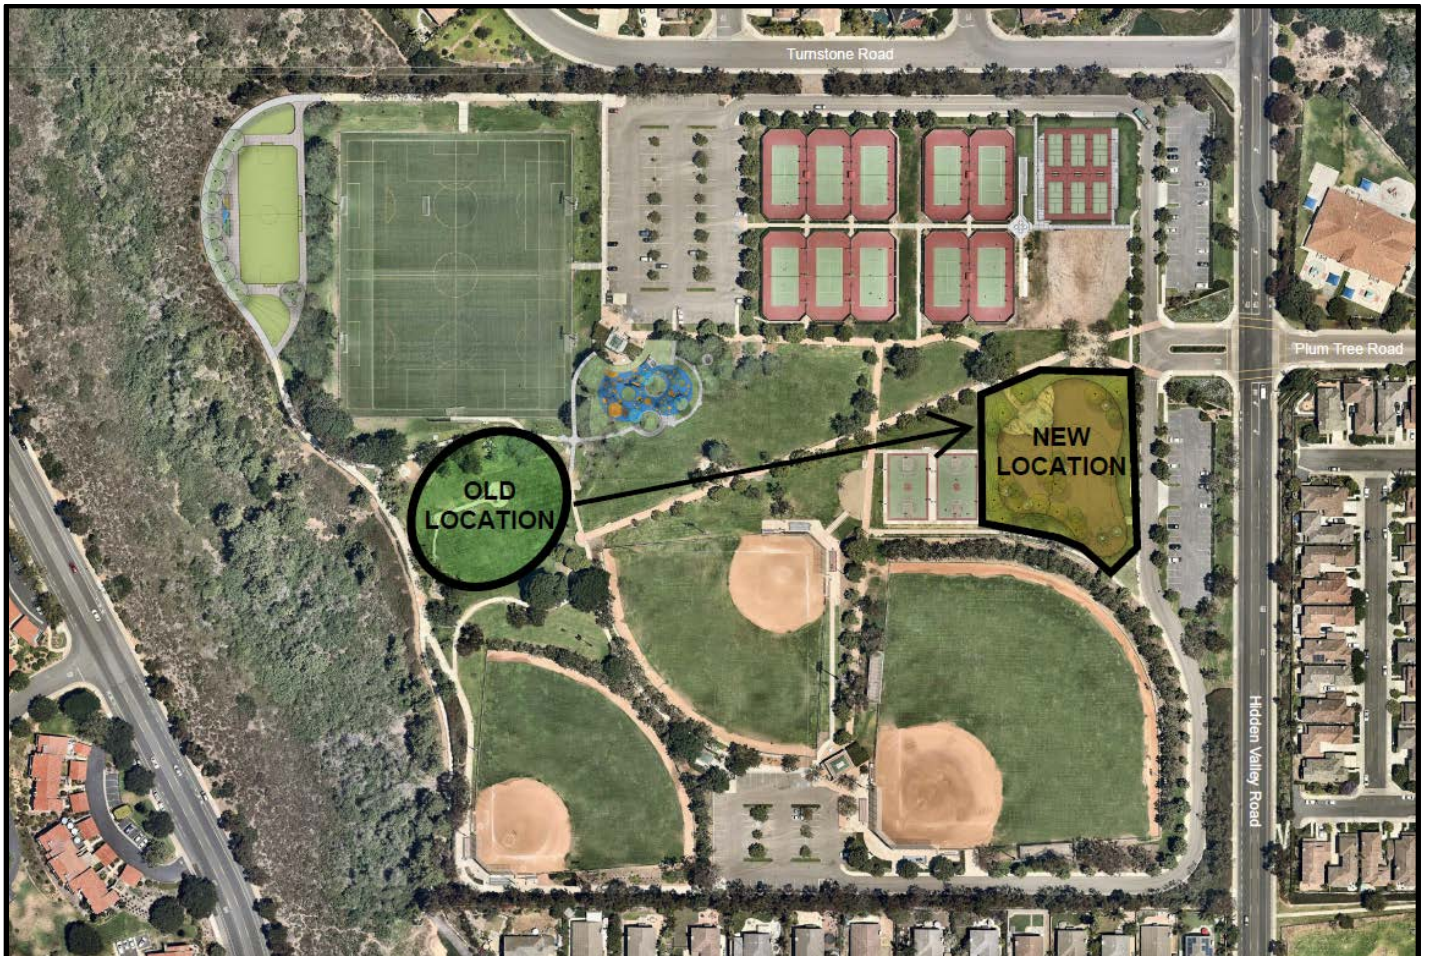 Turnstone Road
Plum Tree Road
NEW
LOCATION
OLD
LOCATION
Hidden Valley Road